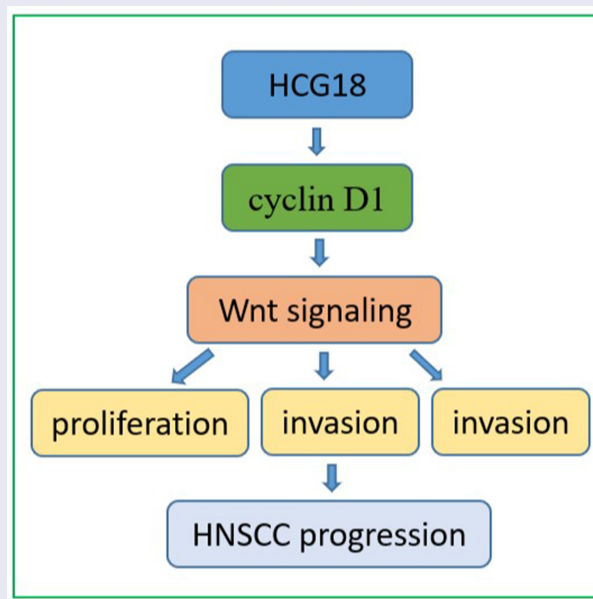 HCG18
cyclin D1
Wnt signaling
proliferation
invasion
invasion
HNSCC progression